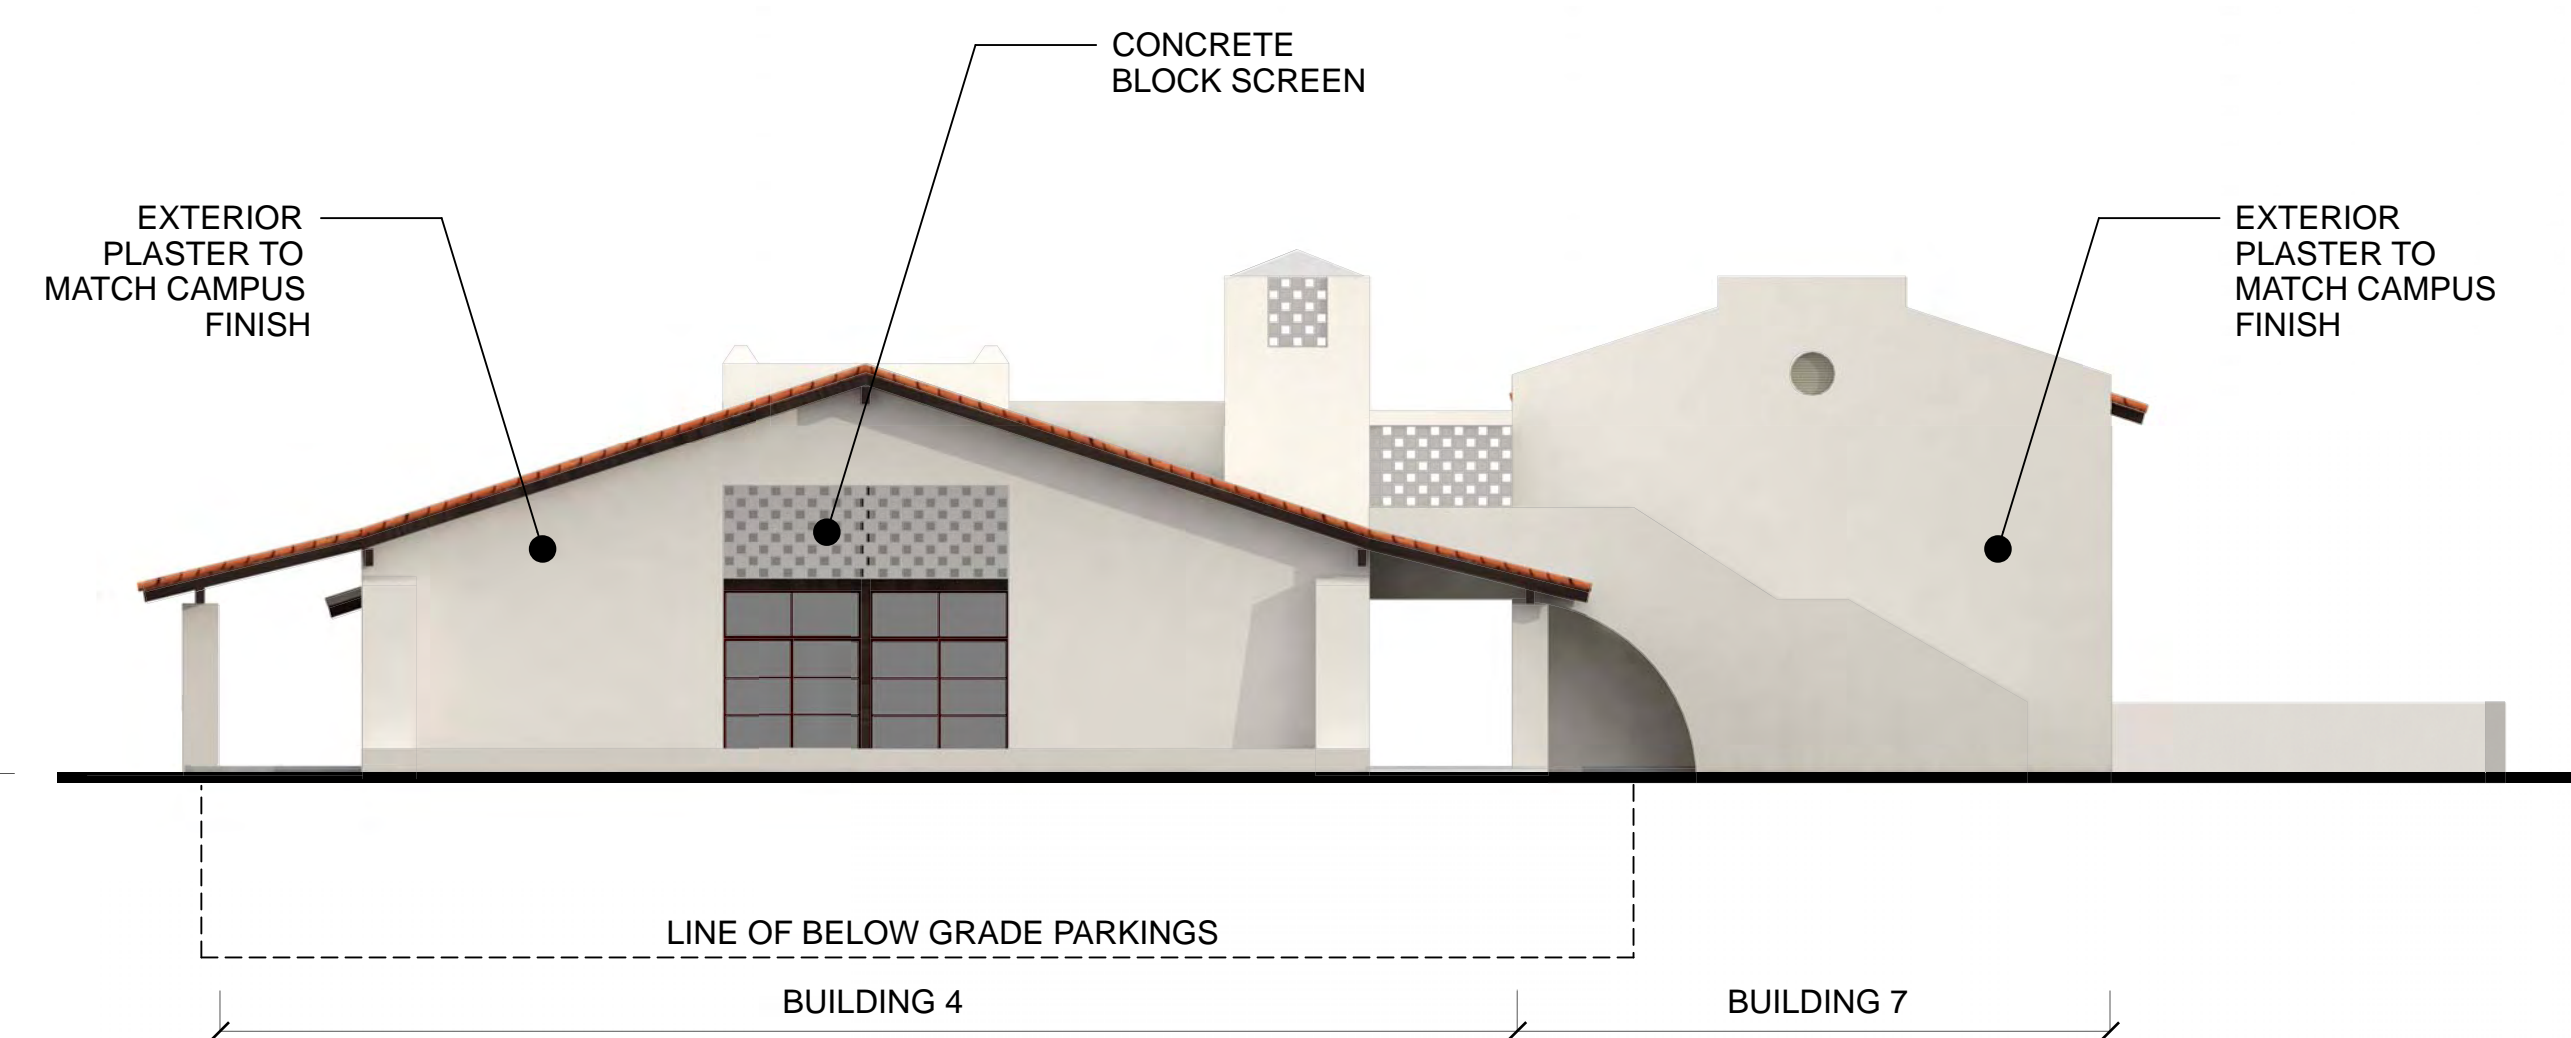 CONCRETE
BLOCK SCREEN
EXTERIOR
PLASTER TO
MATCH CAMPUS
FINISH
EXTERIOR
PLASTER TO
MATCH CAMPUS
FINISH
LINE OF BELOW GRADE PARKINGS
BUILDING 4
BUILDING 7